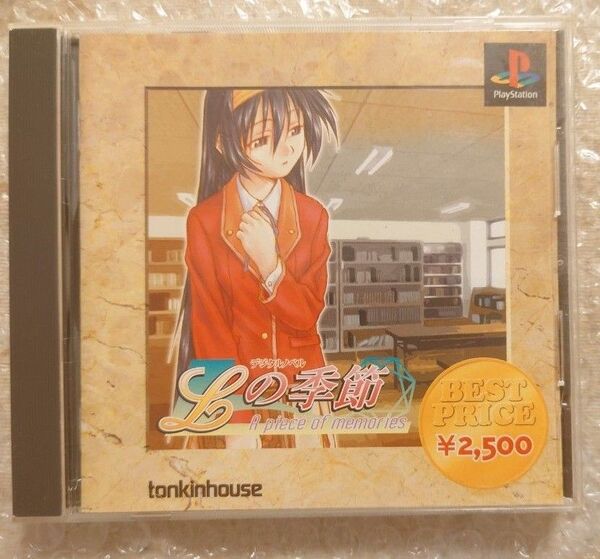 PlayStation
デジタルノベル
Lの季節
A piece of memories
BEST
PRICE
¥2,500
tonkinhouse